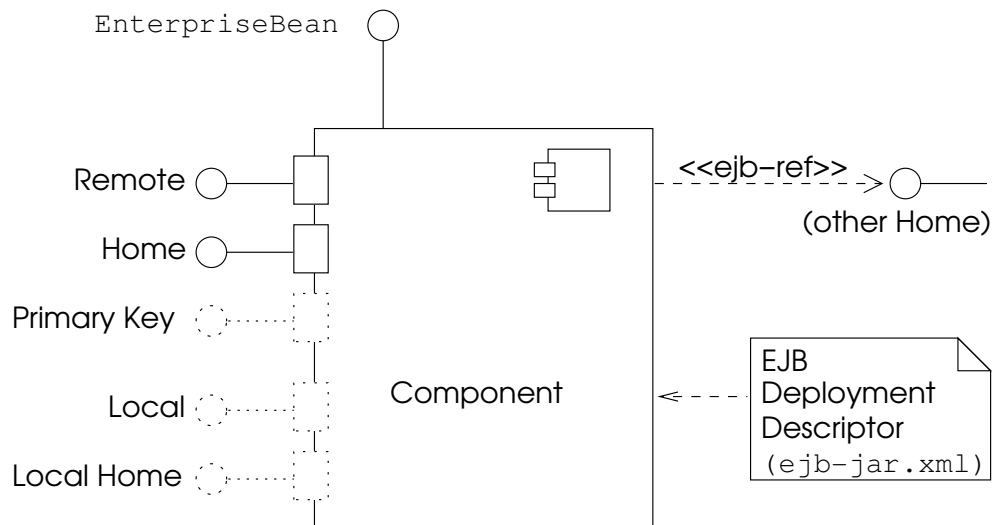 EnterpriseBean
Remote
<<ejb-ref>>
Home
(other Home)
Primary Key
Local
Component
Local Home
EJB
Deployment
Descriptor
(ejb-jar.xml)